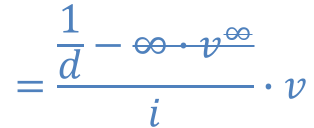 = (1/d − ∞ · v^∞)/i · v